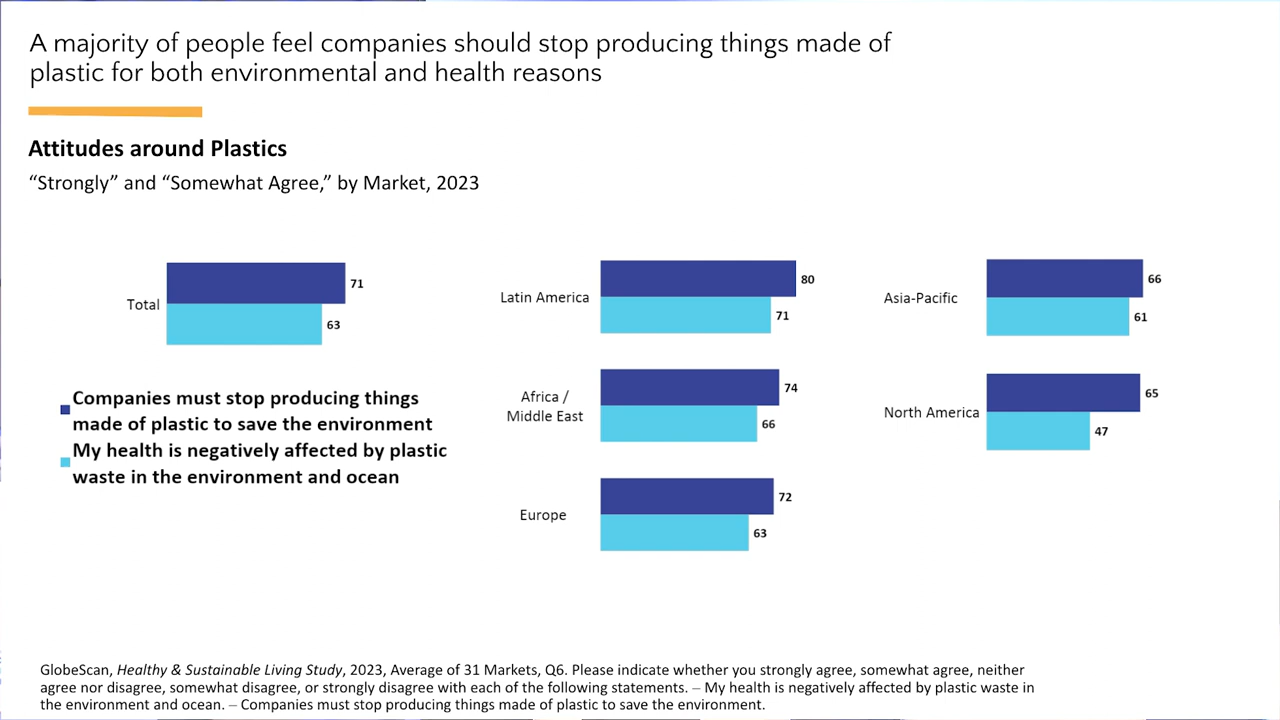 A majority of people feel companies should stop producing things made of
plastic for both environmental and health reasons
Attitudes around Plastics
“Strongly” and “Somewhat Agree,” by Market, 2023
Total
71
63
Companies must stop producing things
made of plastic to save the environment
My health is negatively affected by plastic
waste in the environment and ocean
Latin America
80
71
Africa /
Middle East
74
66
Europe
72
63
Asia-Pacific
66
61
North America
65
47
GlobeScan, Healthy & Sustainable Living Study, 2023, Average of 31 Markets, Q6. Please indicate whether you strongly agree, somewhat agree, neither
agree nor disagree, somewhat disagree, or strongly disagree with each of the following statements. – My health is negatively affected by plastic waste in
the environment and ocean. – Companies must stop producing things made of plastic to save the environment.